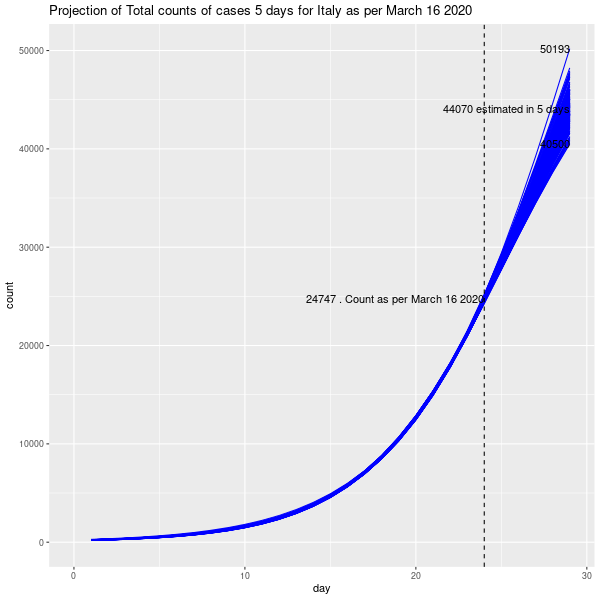 Projection of Total counts of cases 5 days for Italy as per March 16 2020
50193
50000
44070 estimated in 5 days
40000
30000
24747 . Count as per March 16 2020
20000
10000
0
count
0 10 20 30
day